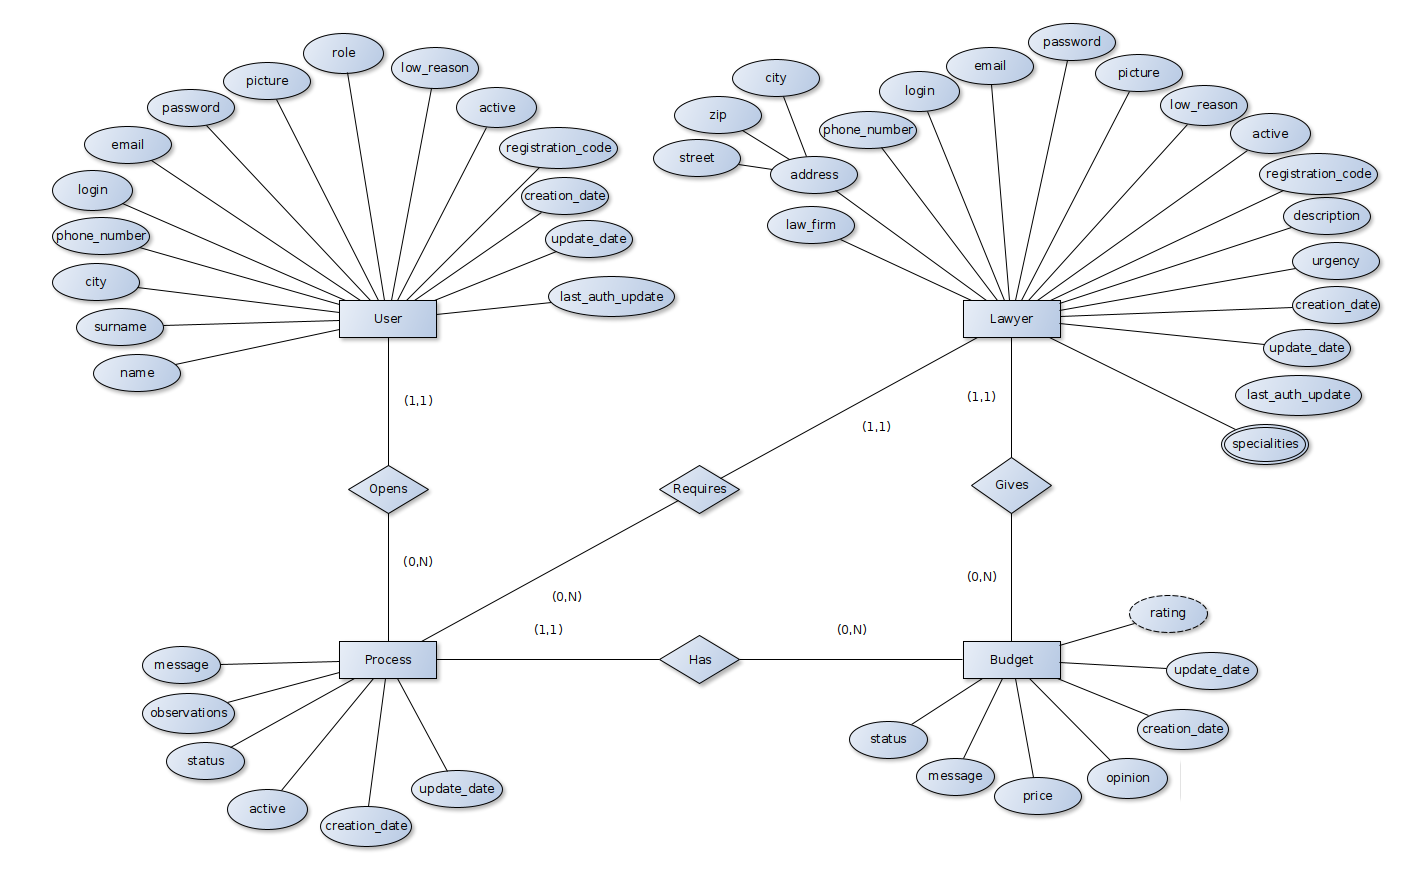 role
low_reason
picture
active
password
email
registration_code
login
creation_date
phone_number
update_date
city
last_auth_update
surname
User
name
password
email
picture
city
login
low_reason
zip
phone_number
active
street
address
registration_code
law_firm
description
urgency
creation_date
Lawyer
update_date
last_auth_update
specialities
(1,1)
(1,1)
(1,1)
Opens
Requires
Gives
(0,N)
(0,N)
(0,N)
(1,1)
(0,N)
Process
Has
Budget
rating
message
observations
status
active
creation_date
update_date
update_date
creation_date
status
message
price
opinion